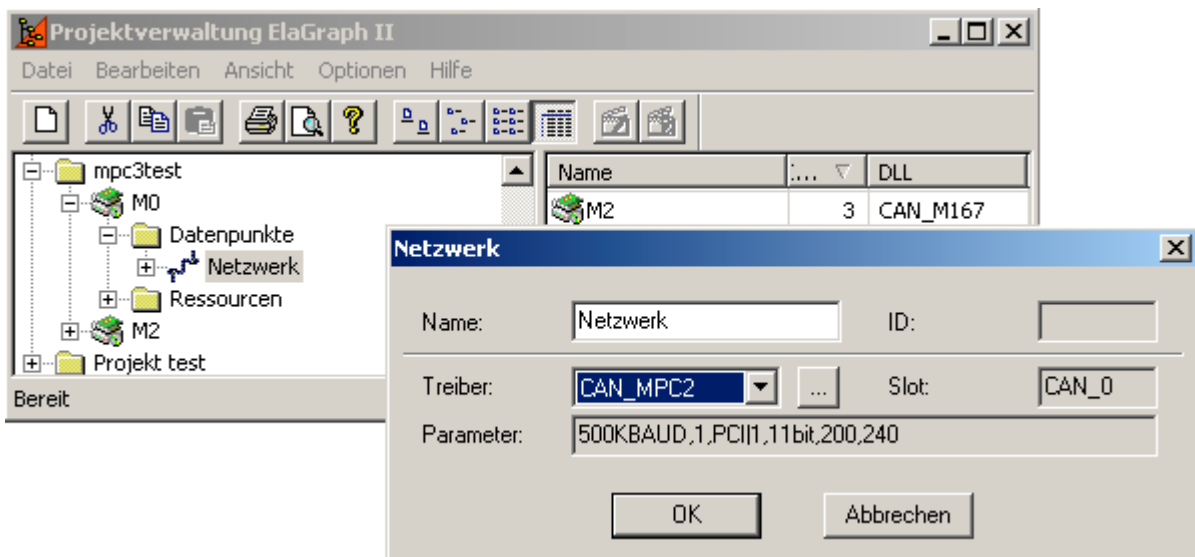 Projektverwaltung ElaGraph II
Datei Bearbeiten Ansicht Optionen Hilfe
mpc3test
M0
Datenpunkte
Netzwerk
Ressourcen
M2
Projekt test
Bereit
Name :... DLL
M2 3 CAN_M167
Netzwerk
Name: Netzwerk ID:
Treiber: CAN_MPC2 ... Slot: CAN_0
Parameter: 500KBAUD,1,PCI|1,11bit,200,240
OK Abbrechen